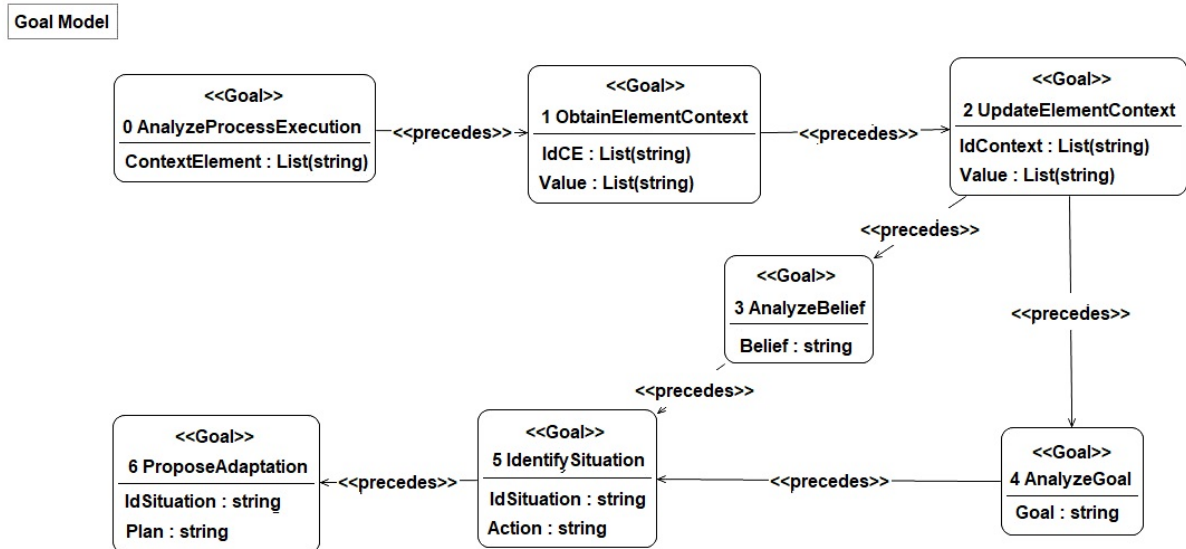 Goal Model
<<Goal>>
0 AnalyzeProcessExecution
ContextElement : List(string)
<<precedes>>
<<Goal>>
1 ObtainElementContext
IdCE : List(string)
Value : List(string)
<<precedes>>
<<Goal>>
2 UpdateElementContext
IdContext : List(string)
Value : List(string)
<<precedes>>
<<Goal>>
3 AnalyzeBelief
Belief : string
<<precedes>>
<<precedes>>
<<Goal>>
4 AnalyzeGoal
Goal : string
<<precedes>>
<<Goal>>
5 IdentifySituation
IdSituation : string
Action : string
<<precedes>>
<<Goal>>
6 ProposeAdaptation
IdSituation : string
Plan : string